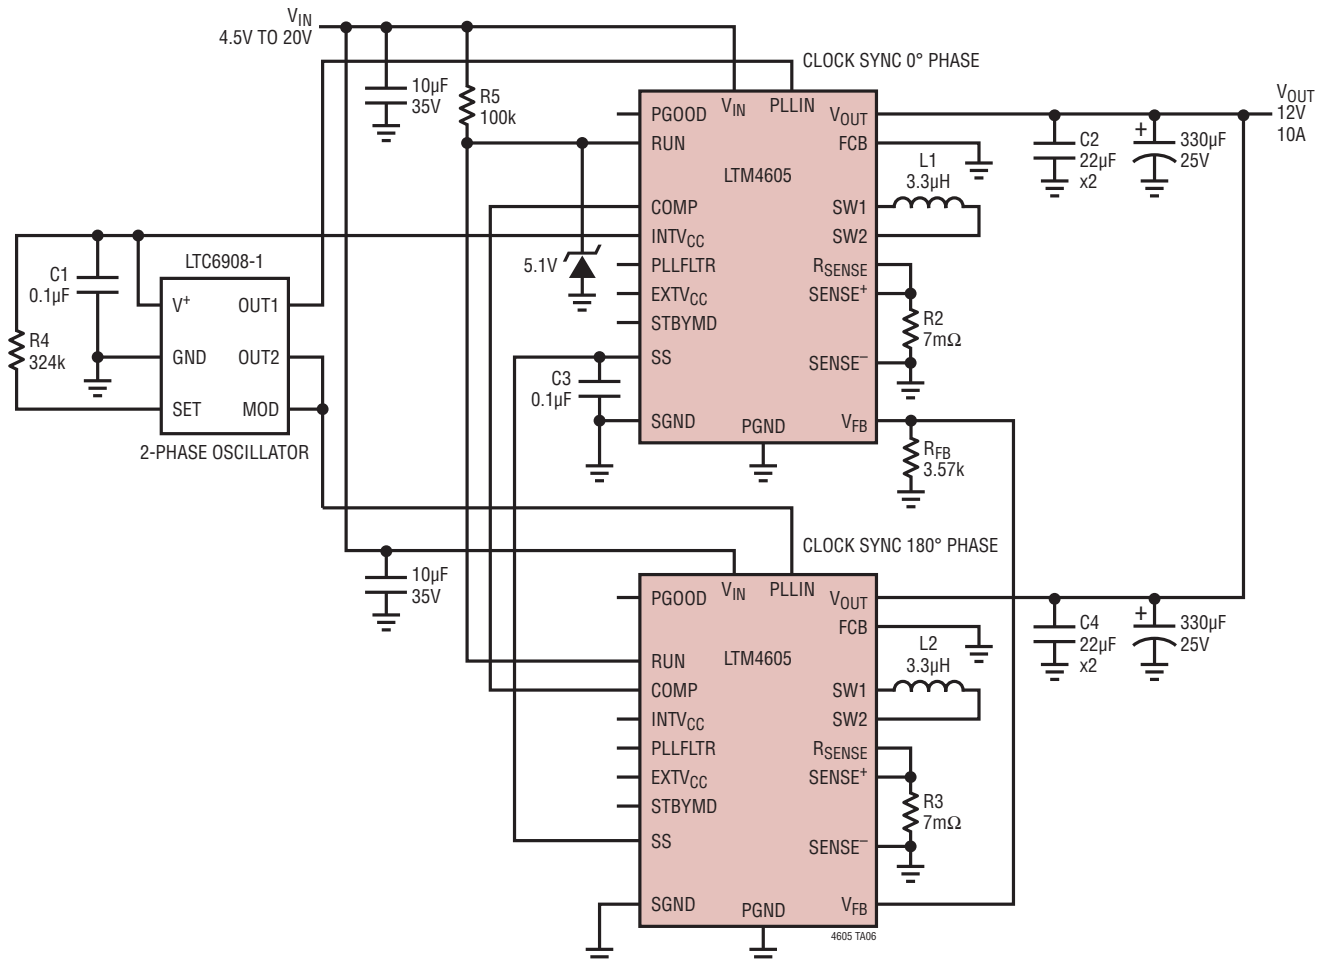 VIN
4.5V TO 20V
10µF
35V
R5
100k
CLOCK SYNC 0° PHASE
VOUT
12V
10A
PGOOD
VIN
PLLIN
VOUT
RUN
FCB
LTM4605
COMP
SW1
INTVCC
SW2
PLLFLTR
RSENSE
EXTVCC
SENSE+
STBYMD
SS
SENSE–
SGND
PGND
VFB
L1
3.3µH
C2
22µF
x2
+
330µF
25V
5.1V
R2
7mΩ
C3
0.1µF
RFB
3.57k
C1
0.1µF
R4
324k
LTC6908-1
V+
OUT1
GND
OUT2
SET
MOD
2-PHASE OSCILLATOR
10µF
35V
CLOCK SYNC 180° PHASE
PGOOD
VIN
PLLIN
VOUT
FCB
RUN
LTM4605
COMP
SW1
INTVCC
SW2
PLLFLTR
RSENSE
EXTVCC
SENSE+
STBYMD
SS
SENSE–
SGND
PGND
VFB
L2
3.3µH
C4
22µF
x2
+
330µF
25V
R3
7mΩ
4605 TA06